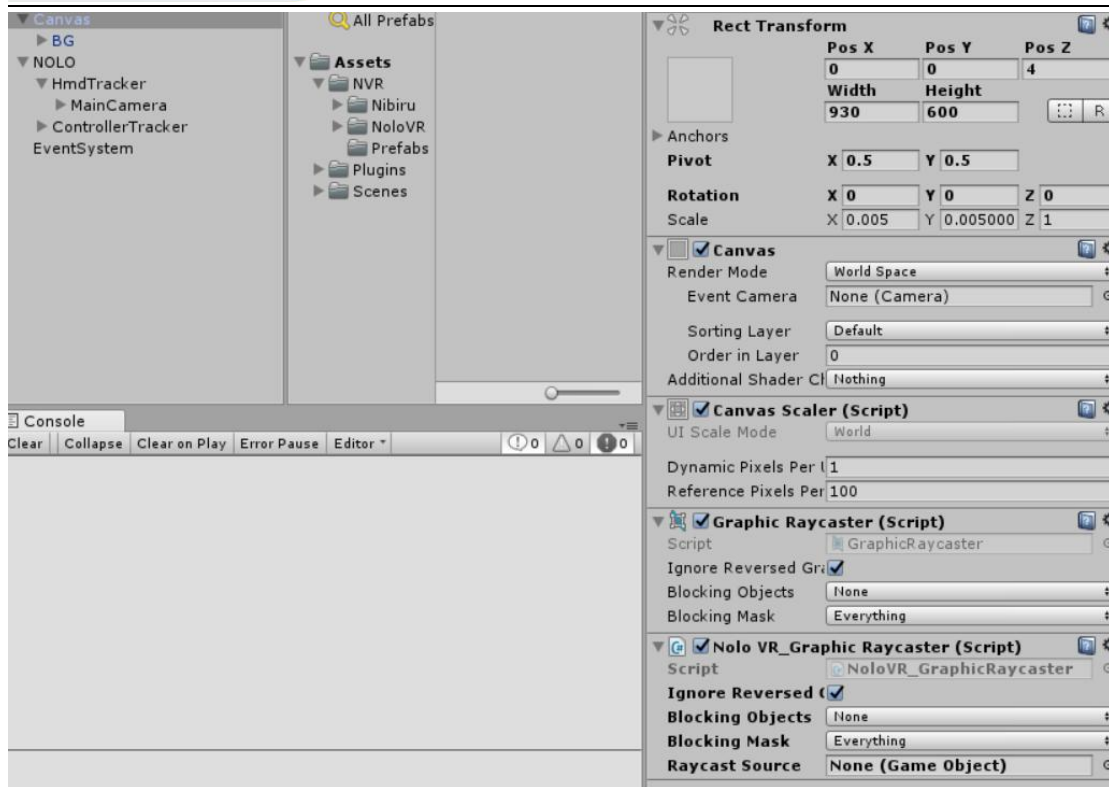 Canvas
BG
NOLO
HmdTracker
MainCamera
ControllerTracker
EventSystem
All Prefabs
Assets
NVR
Nibiru
NoloVR
Prefabs
Plugins
Scenes
Console
Clear Collapse Clear on Play Error Pause Editor 0 0 0
Rect Transform
Pos X Pos Y Pos Z
0 0 4
Width Height
930 600 R
Anchors
Pivot X 0.5 Y 0.5
Rotation X 0 Y 0 Z 0
Scale X 0.005 Y 0.005000 Z 1
Canvas
Render Mode World Space
Event Camera None (Camera)
Sorting Layer Default
Order in Layer 0
Additional Shader Ch Nothing
Canvas Scaler (Script)
UI Scale Mode World
Dynamic Pixels Per U 1
Reference Pixels Per 100
Graphic Raycaster (Script)
Script GraphicRaycaster
Ignore Reversed Gra
Blocking Objects None
Blocking Mask Everything
Nolo VR_Graphic Raycaster (Script)
Script NoloVR_GraphicRaycaster
Ignore Reversed G
Blocking Objects None
Blocking Mask Everything
Raycast Source None (Game Object)